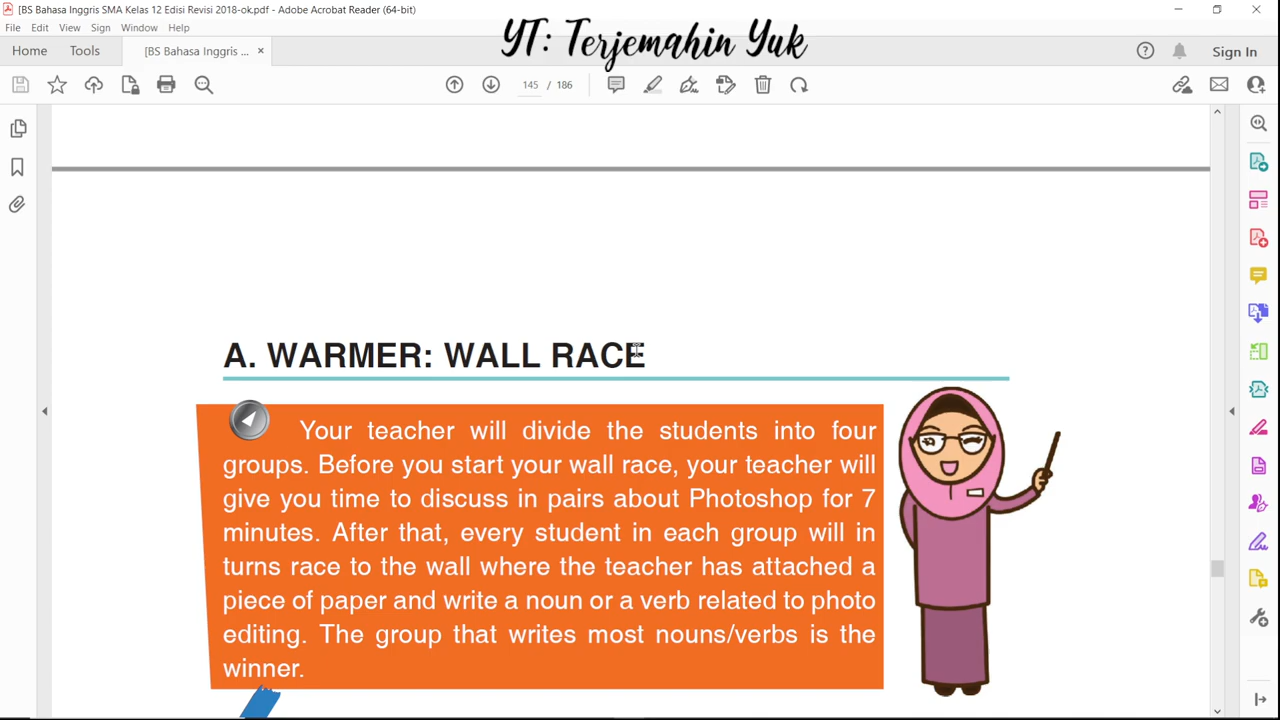 [BS Bahasa Inggris SMA Kelas 12 Edisi Revisi 2018-ok.pdf - Adobe Acrobat Reader (64-bit)
File Edit View Sign Window Help
YT: Terjemahin Yuk
Home Tools [BS Bahasa Inggris ... × Sign In
145 / 186
A. WARMER: WALL RACE
Your teacher will divide the students into four
groups. Before you start your wall race, your teacher will
give you time to discuss in pairs about Photoshop for 7
minutes. After that, every student in each group will in
turns race to the wall where the teacher has attached a
piece of paper and write a noun or a verb related to photo
editing. The group that writes most nouns/verbs is the
winner.